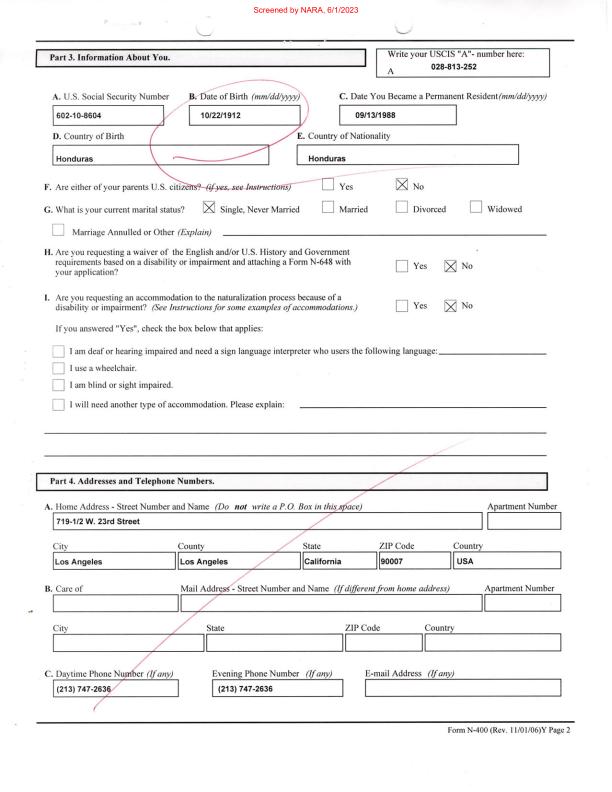 Screened by NARA, 6/1/2023
Part 3. Information About You.
Write your USCIS "A"- number here:
A 028-813-252
A. U.S. Social Security Number B. Date of Birth (mm/dd/yyyy) C. Date You Became a Permanent Resident(mm/dd/yyyy)
602-10-8604 10/22/1912 09/13/1988
D. Country of Birth E. Country of Nationality
Honduras Honduras
F. Are either of your parents U.S. citizens? (if yes, see Instructions) Yes No
G. What is your current marital status? Single, Never Married Married Divorced Widowed
Marriage Annulled or Other (Explain)
H. Are you requesting a waiver of the English and/or U.S. History and Government
requirements based on a disability or impairment and attaching a Form N-648 with
your application? Yes No
I. Are you requesting an accommodation to the naturalization process because of a
disability or impairment? (See Instructions for some examples of accommodations.) Yes No
If you answered "Yes", check the box below that applies:
I am deaf or hearing impaired and need a sign language interpreter who users the following language:
I use a wheelchair.
I am blind or sight impaired.
I will need another type of accommodation. Please explain:
Part 4. Addresses and Telephone Numbers.
A. Home Address - Street Number and Name (Do not write a P.O. Box in this space) Apartment Number
719-1/2 W. 23rd Street
City County State ZIP Code Country
Los Angeles Los Angeles California 90007 USA
B. Care of Mail Address - Street Number and Name (If different from home address) Apartment Number
City State ZIP Code Country
C. Daytime Phone Number (If any) Evening Phone Number (If any) E-mail Address (If any)
(213) 747-2636 (213) 747-2636
Form N-400 (Rev. 11/01/06)Y Page 2